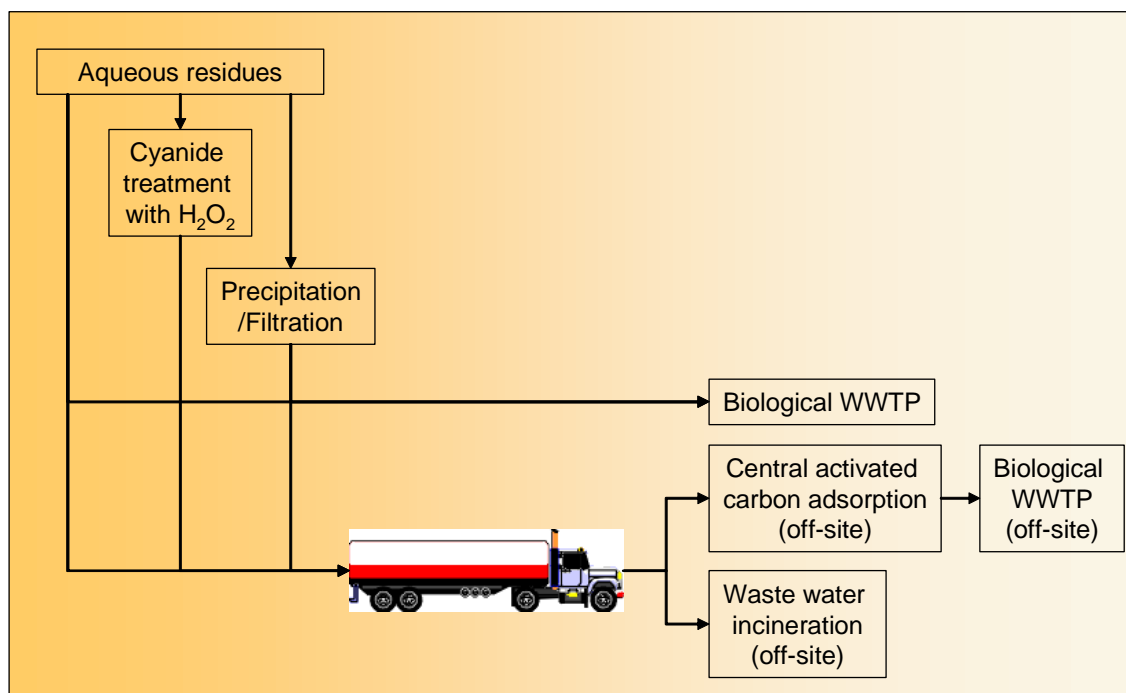 Aqueous residues
Cyanide
treatment
with H₂O₂
Precipitation
/Filtration
Biological WWTP
Central activated
carbon adsorption
(off-site)
Biological
WWTP
(off-site)
Waste water
incineration
(off-site)